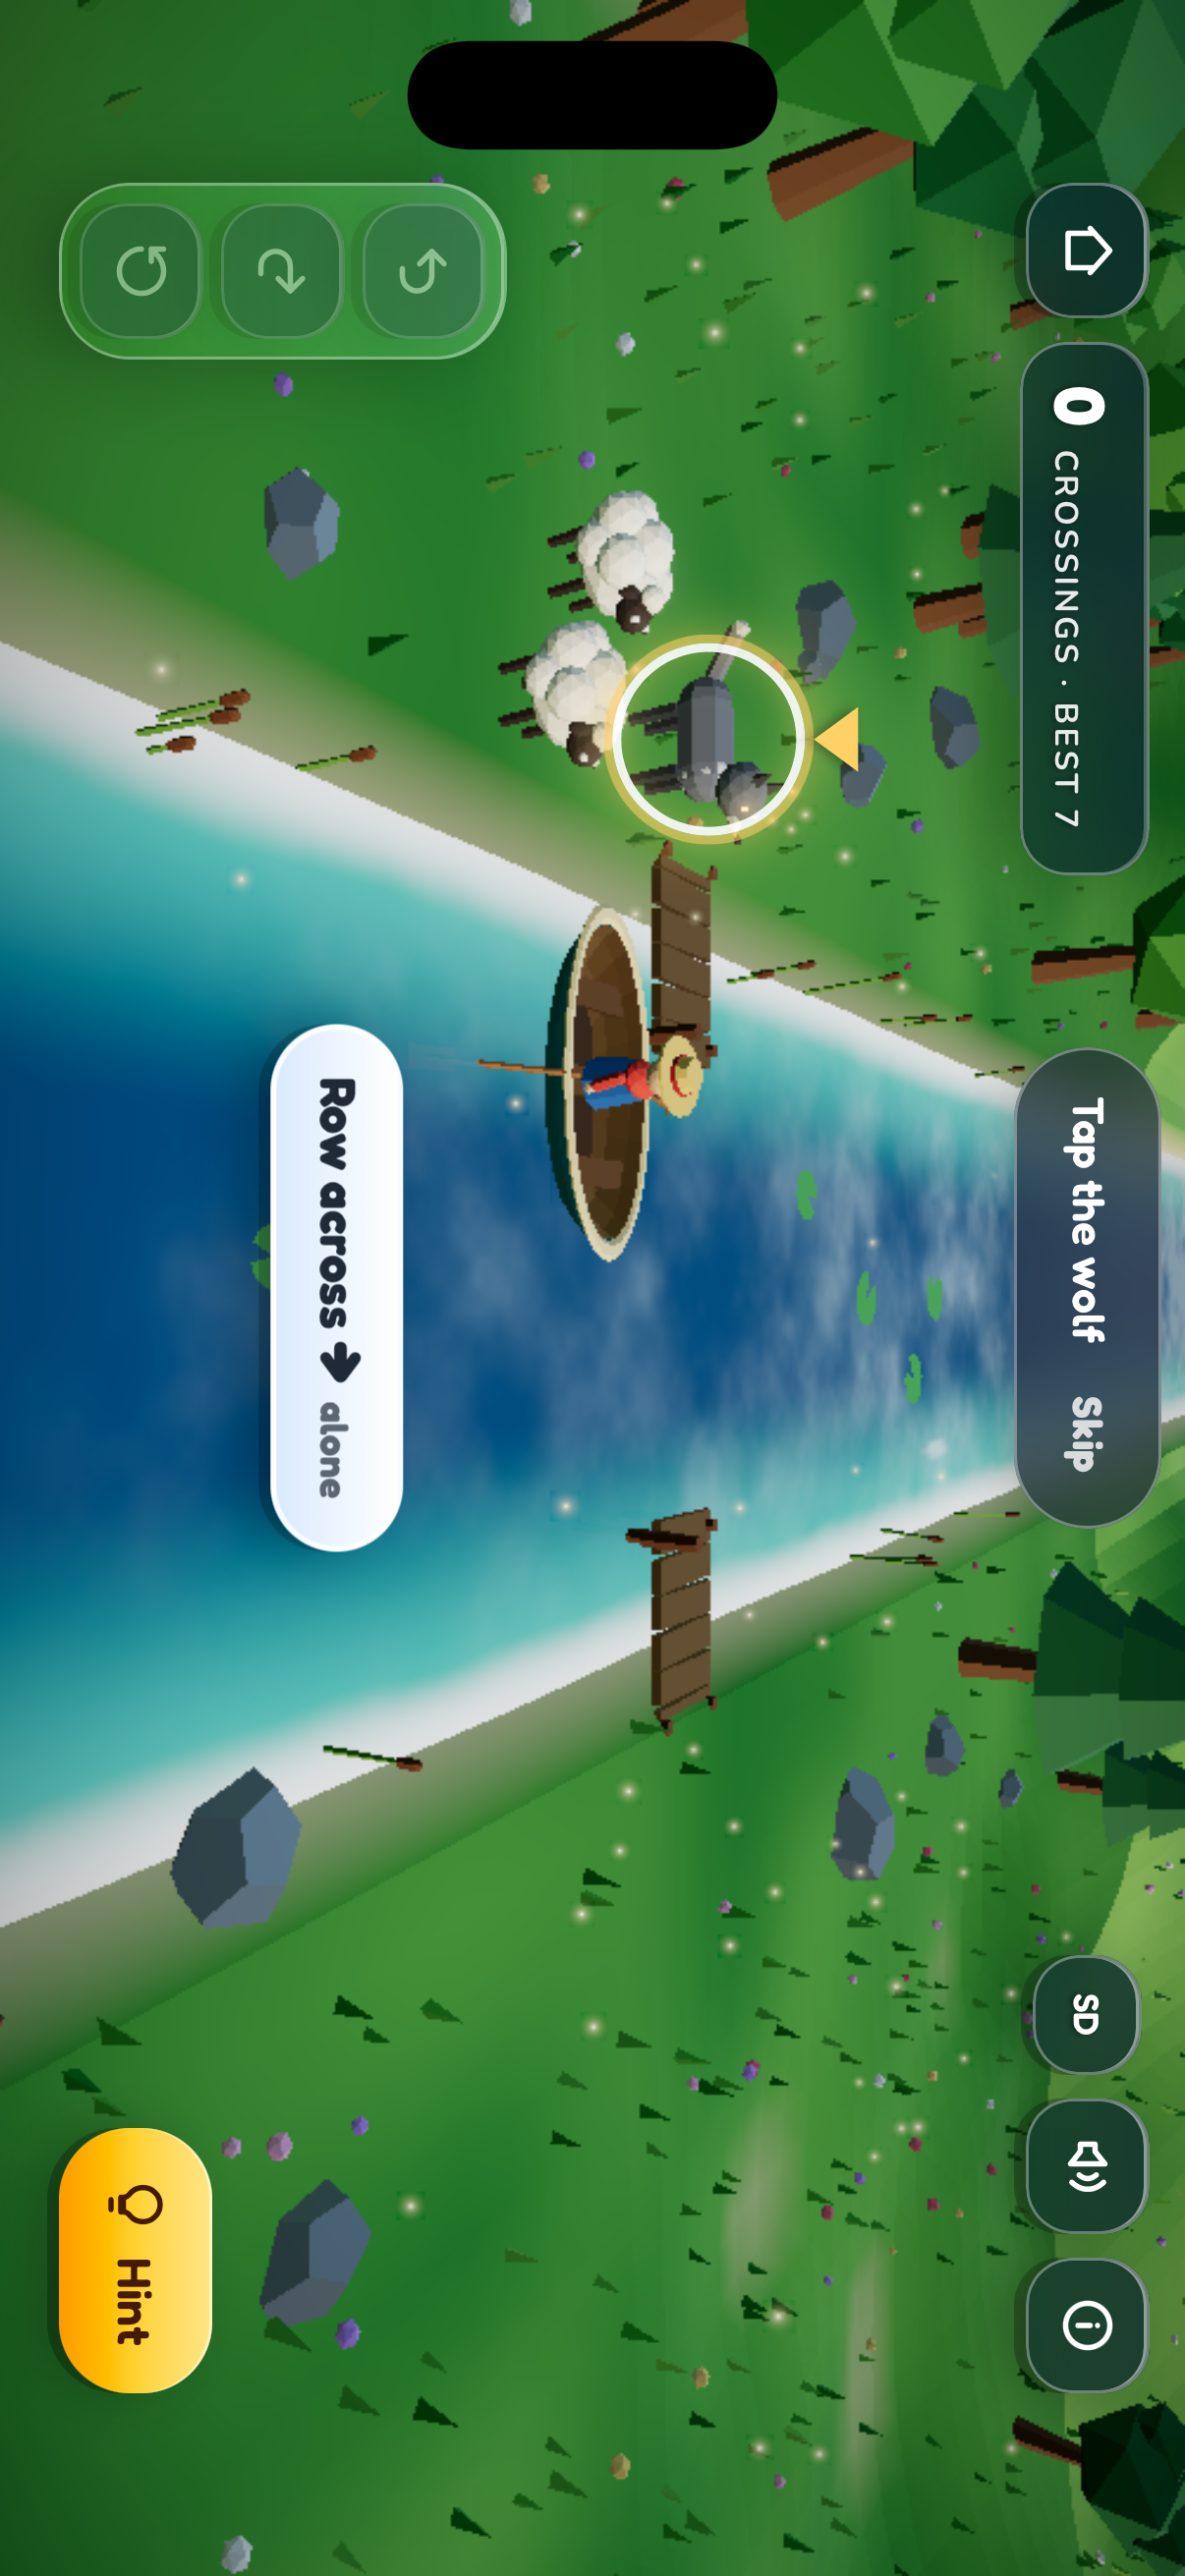 0 CROSSINGS · BEST 7
Tap the wolf Skip
SD
Row across → alone
Hint